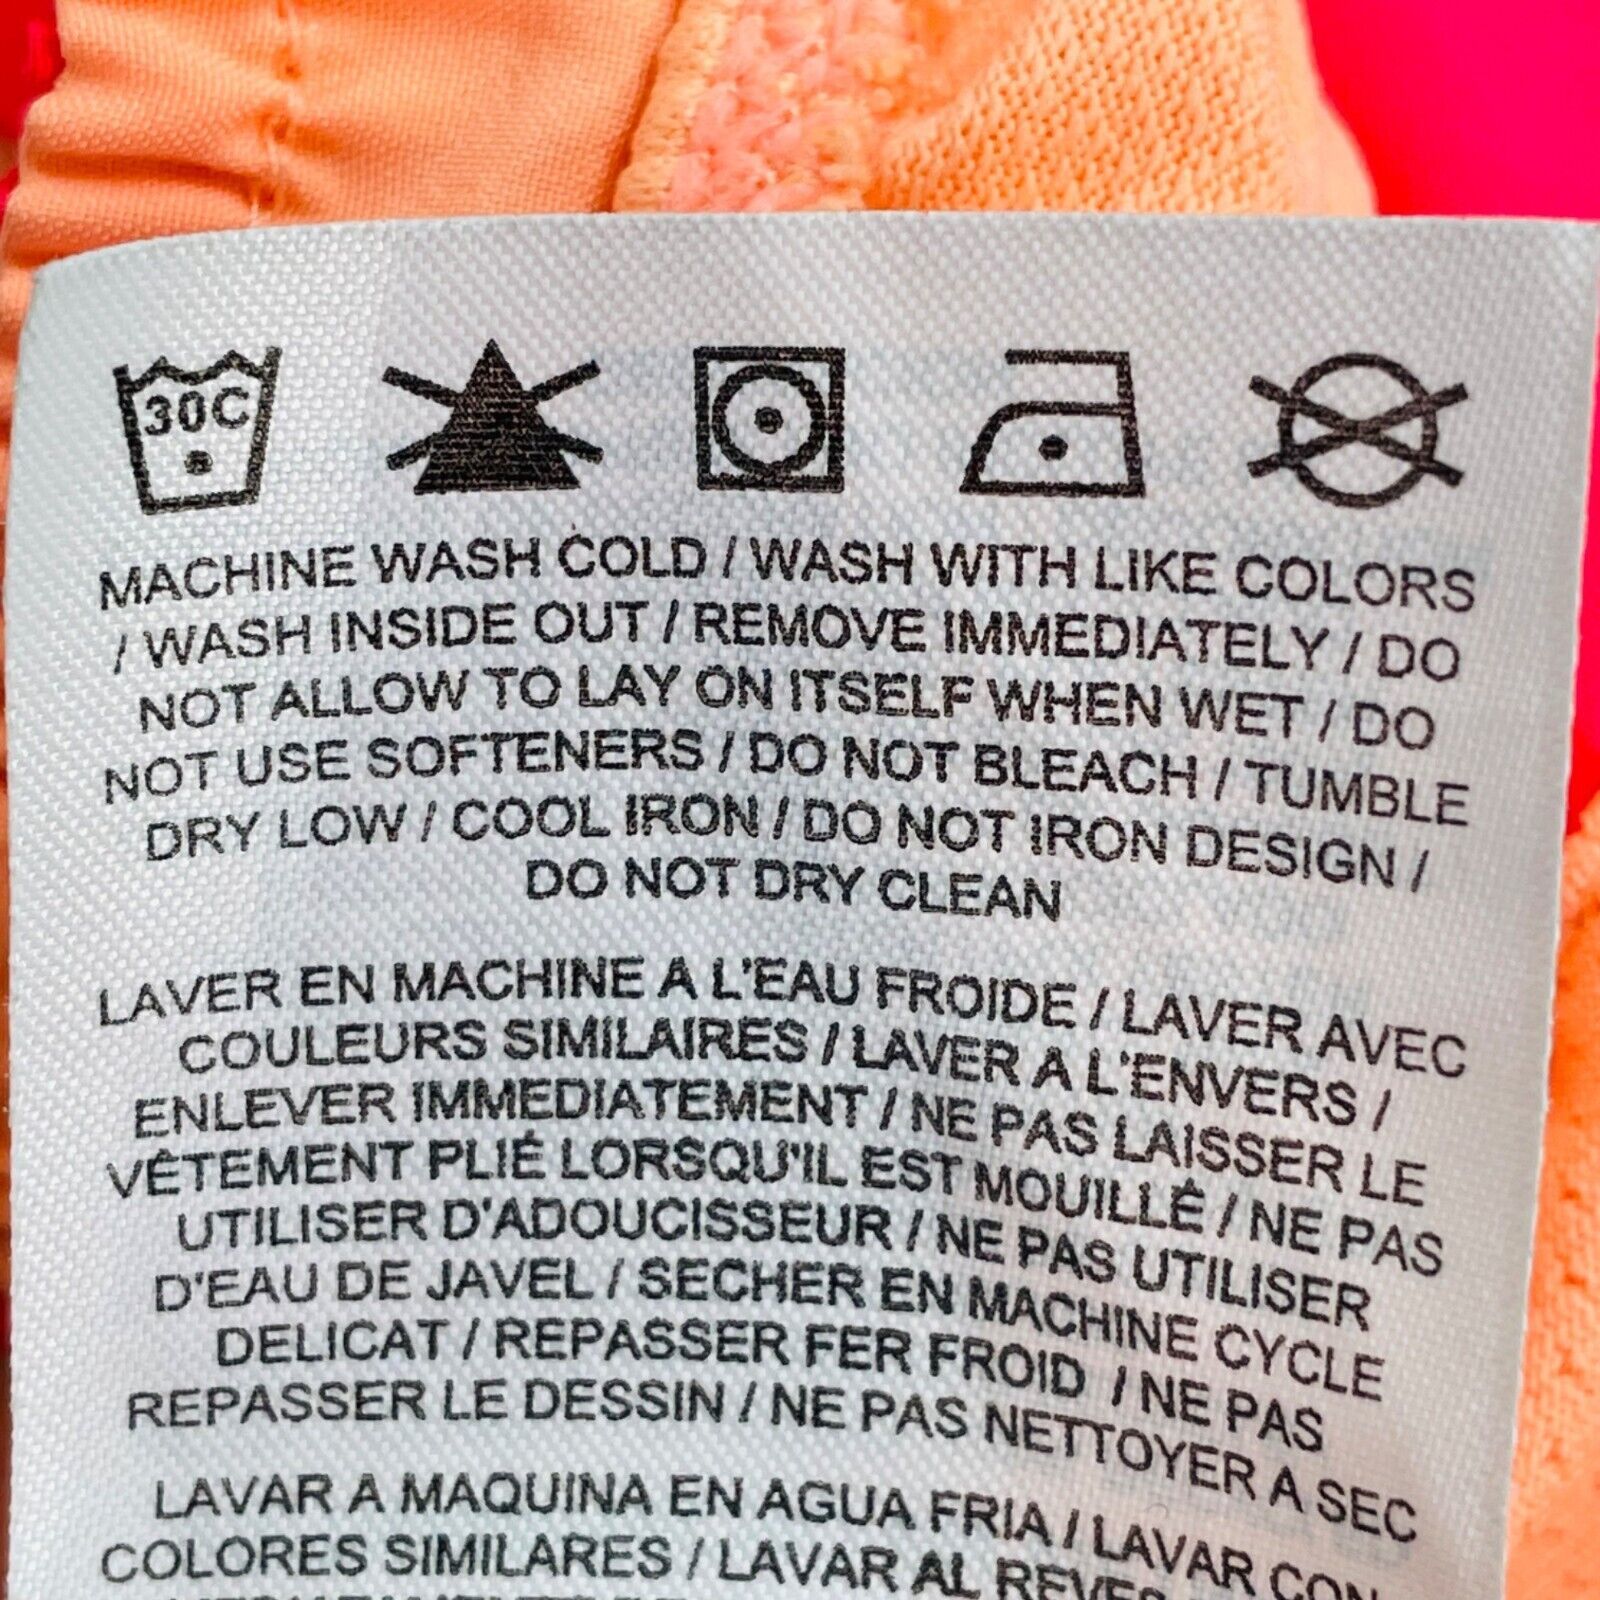 30C
MACHINE WASH COLD / WASH WITH LIKE COLORS
/ WASH INSIDE OUT / REMOVE IMMEDIATELY / DO
NOT ALLOW TO LAY ON ITSELF WHEN WET / DO
NOT USE SOFTENERS / DO NOT BLEACH / TUMBLE
DRY LOW / COOL IRON / DO NOT IRON DESIGN /
DO NOT DRY CLEAN
LAVER EN MACHINE A L'EAU FROIDE / LAVER AVEC
COULEURS SIMILAIRES / LAVER A L'ENVERS /
ENLEVER IMMEDIATEMENT / NE PAS LAISSER LE
VÊTEMENT PLIÉ LORSQU'IL EST MOUILLÉ / NE PAS
UTILISER D'ADOUCISSEUR / NE PAS UTILISER
D'EAU DE JAVEL / SECHER EN MACHINE CYCLE
DELICAT / REPASSER FER FROID / NE PAS
REPASSER LE DESSIN / NE PAS NETTOYER A SEC
LAVAR A MAQUINA EN AGUA FRIA / LAVAR CON
COLORES SIMILARES / LAVAR AL